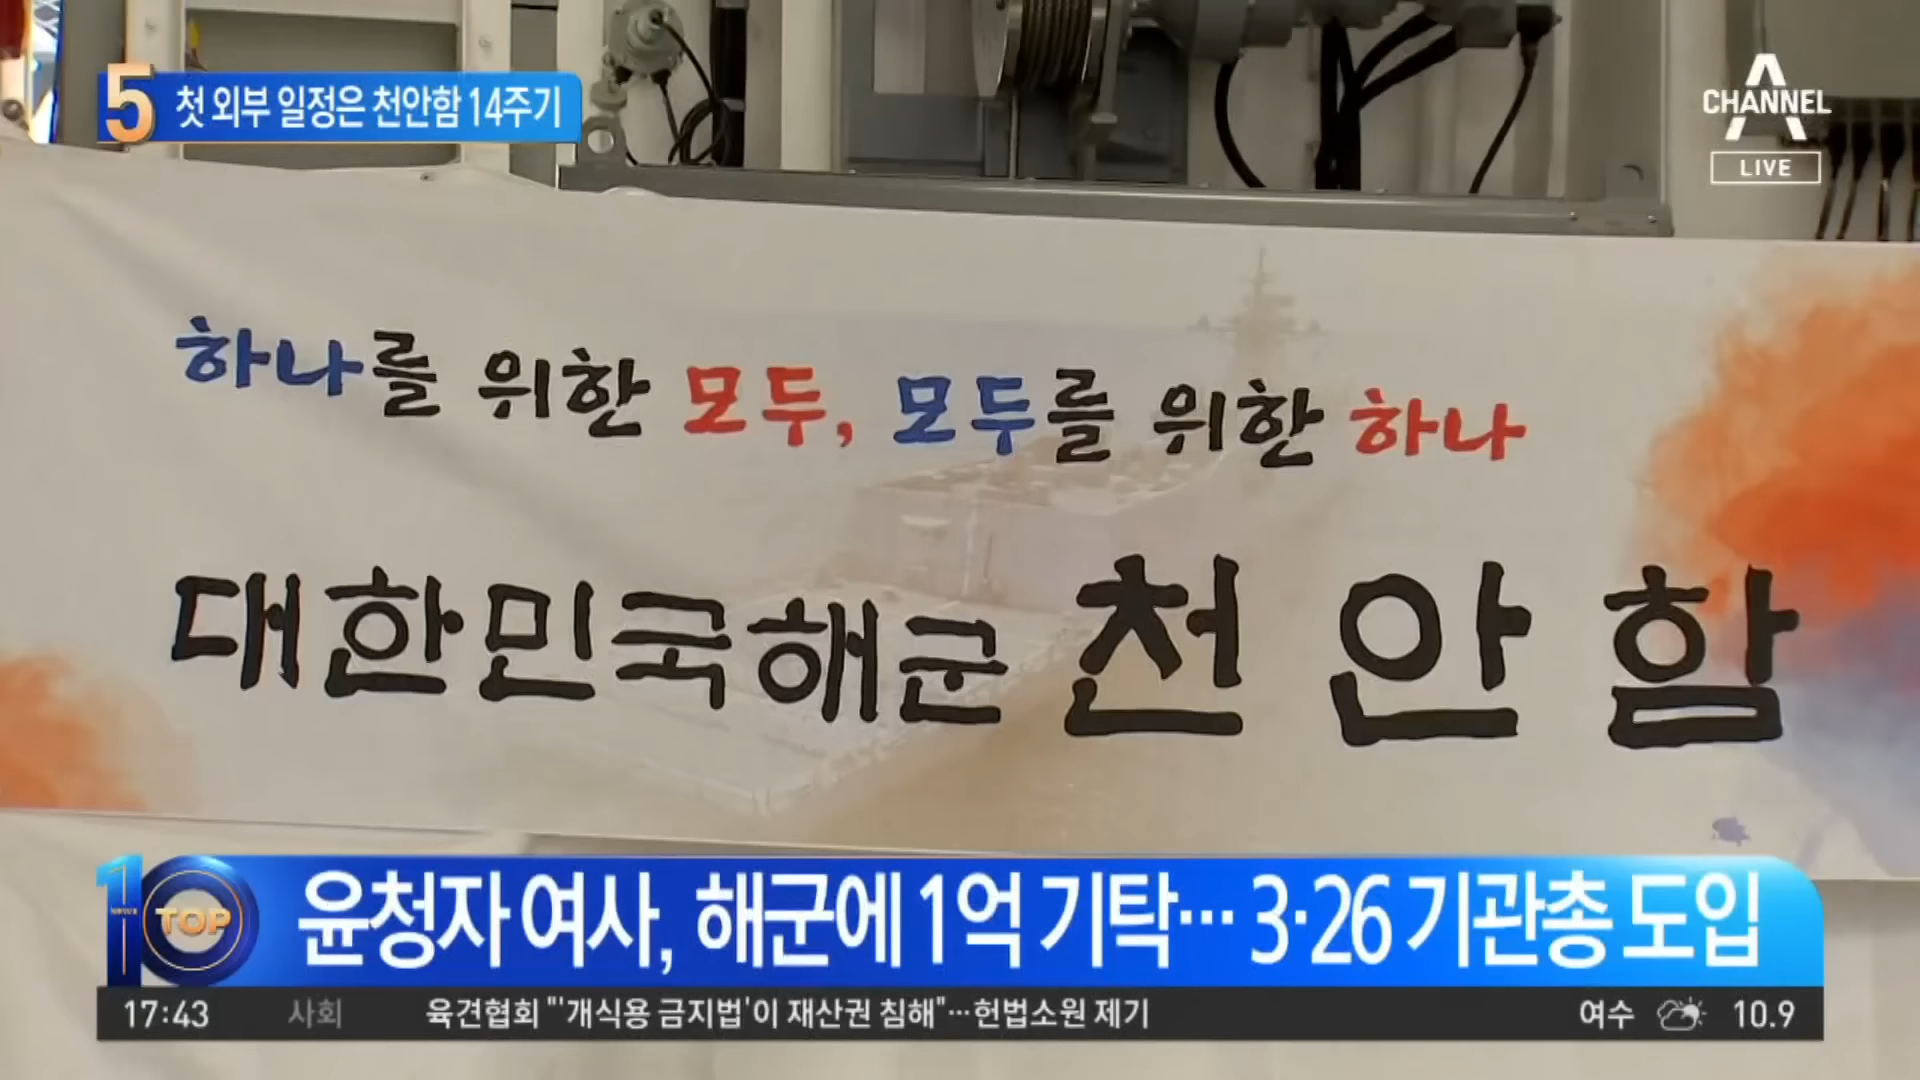 5 첫 외부 일정은 천안함 14주기
CHANNEL A
LIVE
하나를 위한 모두, 모두를 위한 하나
대한민국해군 천안함
10 NEWS TOP
윤청자 여사, 해군에 1억 기탁… 3·26 기관총 도입
17:43 사회 육견협회 "'개식용 금지법'이 재산권 침해"…헌법소원 제기 여수 10.9